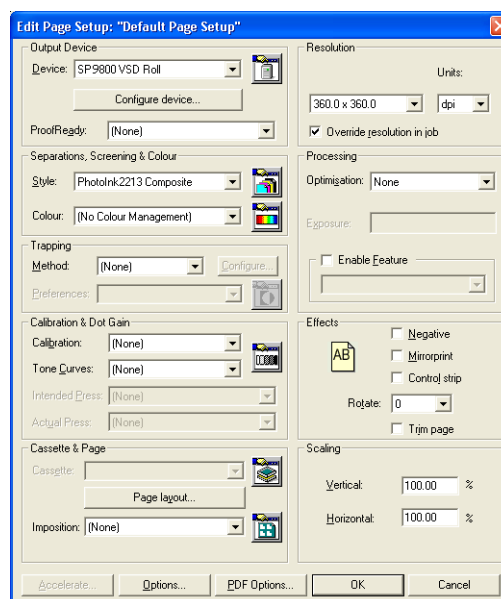 Edit Page Setup: "Default Page Setup"
Output Device
Device: SP9800 VSD Roll
Configure device...
ProofReady: (None)
Separations, Screening & Colour
Style: PhotoInk2213 Composite
Colour: (No Colour Management)
Trapping
Method: (None) Configure...
Preferences:
Calibration & Dot Gain
Calibration: (None)
Tone Curves: (None)
Intended Press: (None)
Actual Press: (None)
Cassette & Page
Cassette:
Page layout...
Imposition: (None)
Resolution
Units:
360.0 x 360.0 dpi
Override resolution in job
Processing
Optimisation: None
Exposure:
Enable Feature
Effects
AB
Negative
Mirrorprint
Control strip
Rotate: 0
Trim page
Scaling
Vertical: 100.00 %
Horizontal: 100.00 %
Accelerate... Options... PDF Options... OK Cancel